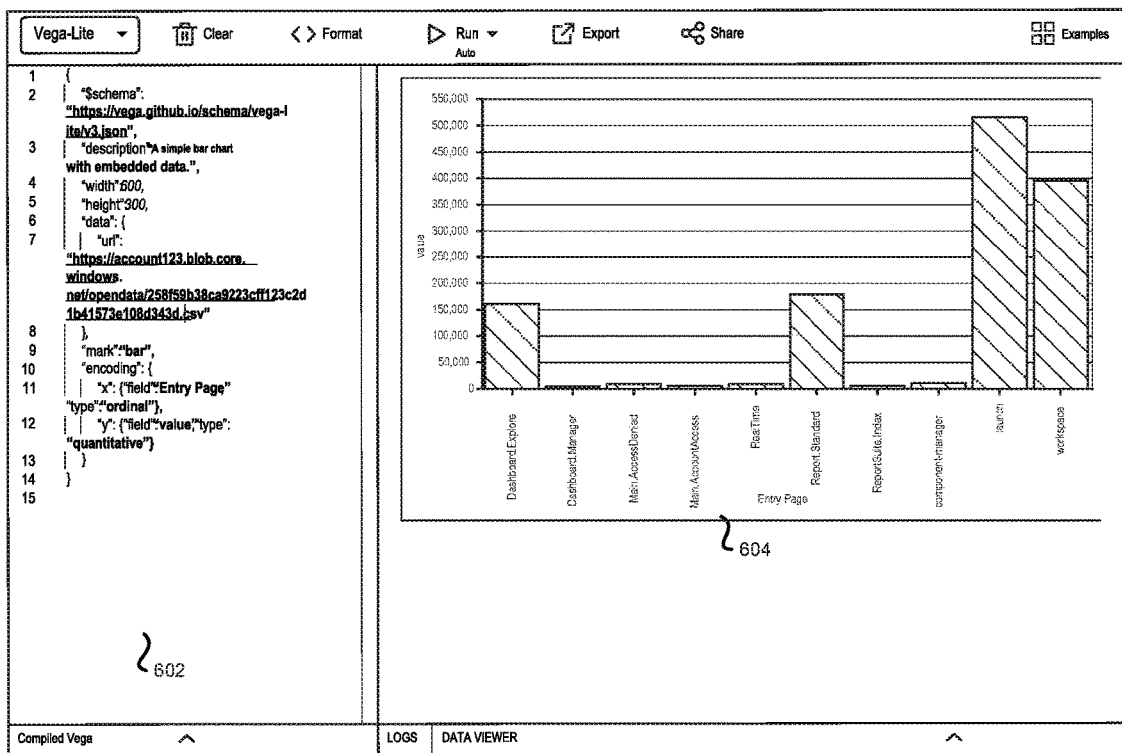 Vega-Lite Clear Format Run Export Share Examples
Auto
1 {
2 "$schema":
"https://vega.github.io/schema/vega-l
ite/v3.json",
3 "description":"A simple bar chart
with embedded data.",
4 "width":600,
5 "height":300,
6 "data": {
7 "url":
"https://account123.blob.core.
windows.
net/opendata/258f59b38ca9223cff123c2d
1b41573e108d343d.csv"
8 },
9 "mark":"bar",
10 "encoding": {
11 "x": {"field":"Entry Page"
"type":"ordinal"},
12 "y": {"field":"value","type":
"quantitative"}
13 }
14 }
15
602
550,000
500,000
450,000
400,000
350,000
300,000
250,000
200,000
150,000
100,000
50,000
0
value
Dashboard.Explore
Dashboard.Manager
Main.AccessDenied
Main.AccountAccess
RealTime
Report.Standard
ReportSuite.Index
component-manager
launch
workspace
Entry Page
604
Compiled Vega LOGS DATA VIEWER